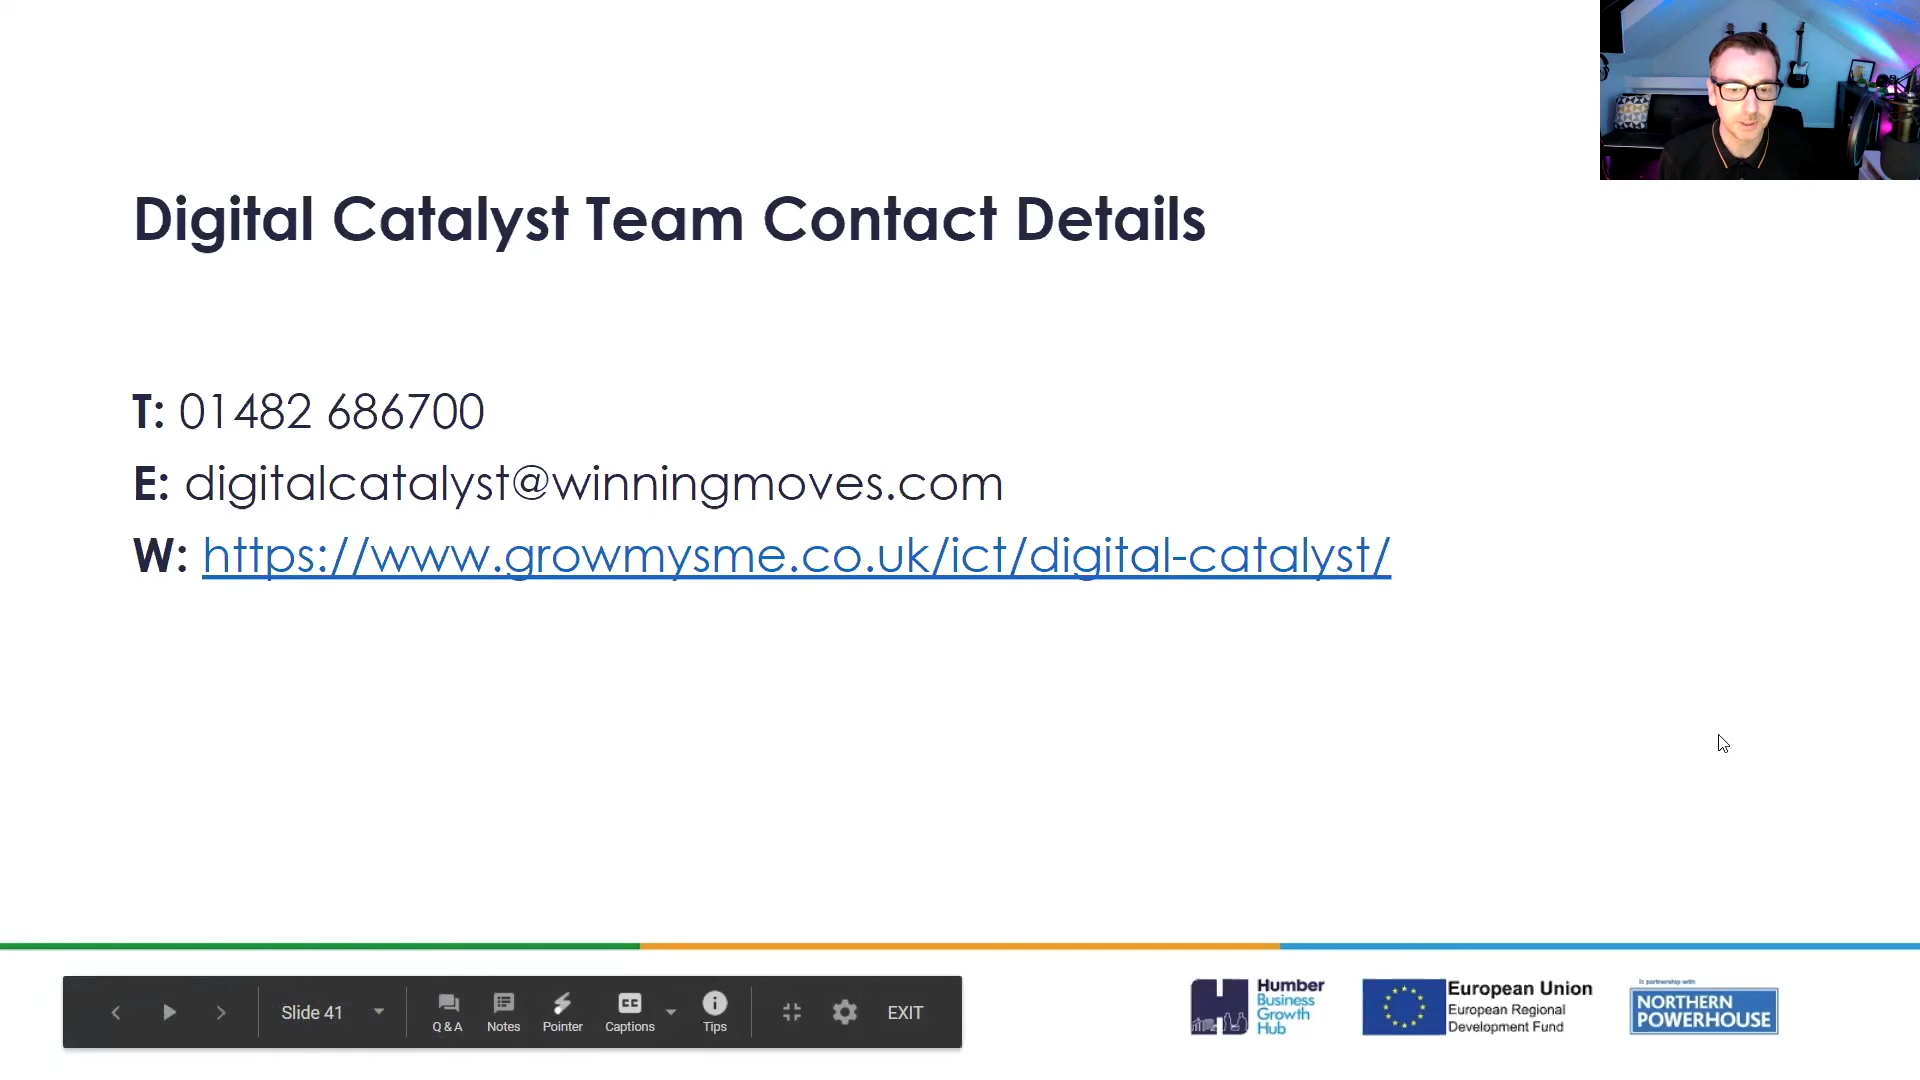 Digital Catalyst Team Contact Details
T: 01482 686700
E: digitalcatalyst@winningmoves.com
W: https://www.growmysme.co.uk/ict/digital-catalyst/
Slide 41
Q & A
Notes
Pointer
CC
Captions
Tips
EXIT
Humber
Business
Growth
Hub
European Union
European Regional
Development Fund
In partnership with
NORTHERN
POWERHOUSE